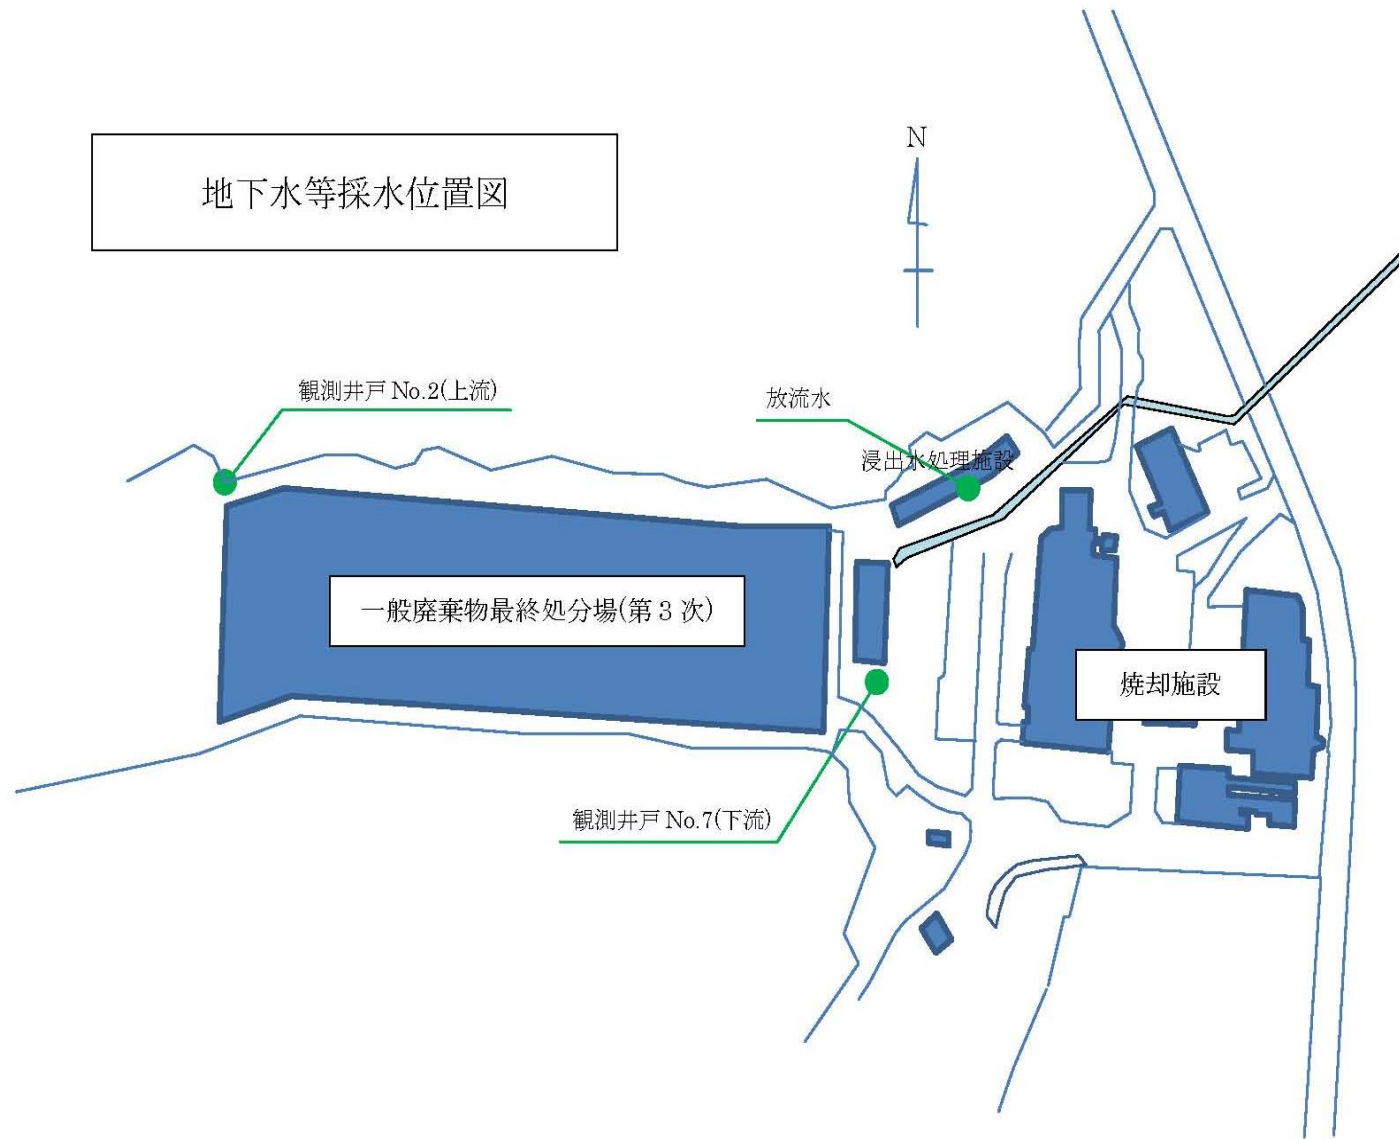 N
地下水等採水位置図
観測井戸 No.2(上流)
放流水
浸出水処理施設
一般廃棄物最終処分場(第３次)
焼却施設
観測井戸 No.7(下流)